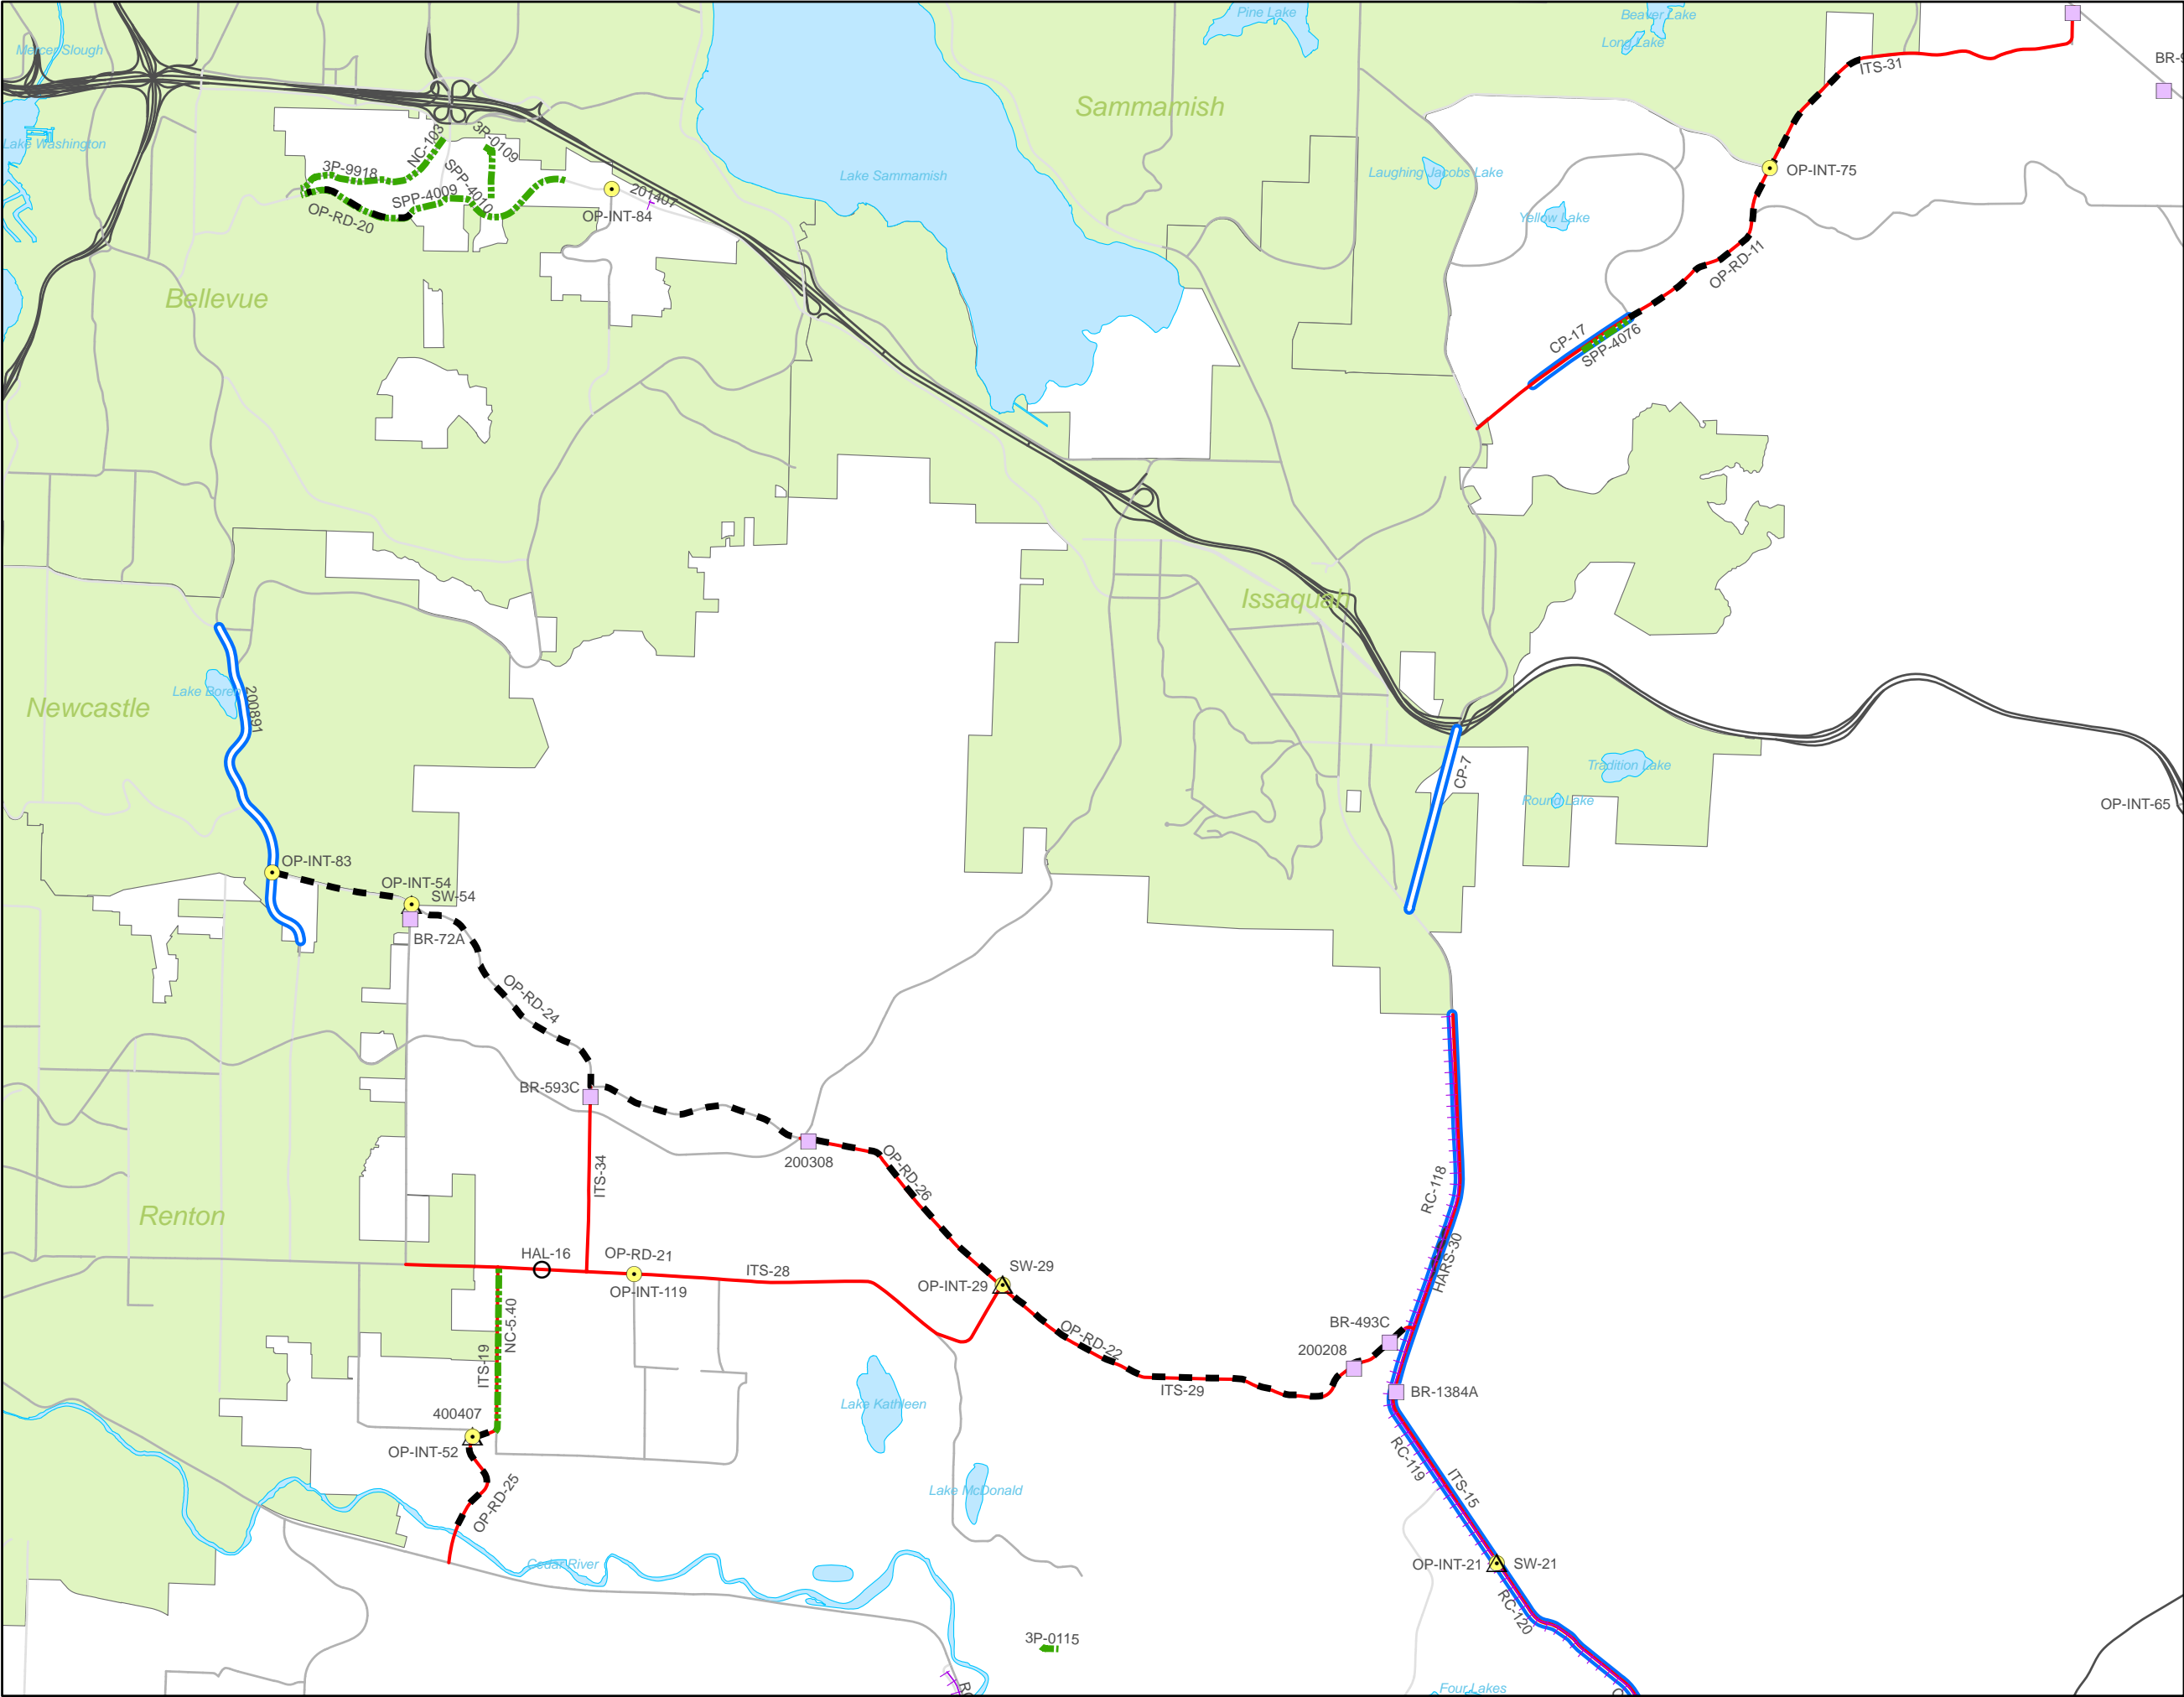 Pine Lake
Beaver Lake
Long Lake
Mercer Slough
BR-9
ITS-31
Sammamish
Lake Washington
NC-103
3P-0109
3P-9918
SPP-4009
SPP-4010
OP-RD-20
201407
OP-INT-84
Lake Sammamish
Laughing Jacobs Lake
OP-INT-75
Yellow Lake
OP-RD-11
Bellevue
CP-17
SPP-4076
Issaquah
Lake Boren
200891
Newcastle
Tradition Lake
CP-7
Round Lake
OP-INT-65
OP-INT-83
OP-INT-54
SW-54
BR-72A
OP-RD-24
BR-593C
200308
OP-RD-26
ITS-34
RC-118
Renton
HARS-30
HAL-16
OP-RD-21
ITS-28
SW-29
OP-INT-29
OP-INT-119
NC-5.40
OP-RD-22
BR-493C
200208
ITS-19
ITS-29
BR-1384A
Lake Kathleen
400407
OP-INT-52
RC-119
ITS-15
OP-RD-25
Lake McDonald
Cedar River
OP-INT-21
SW-21
RC-120
3P-0115
Four Lakes